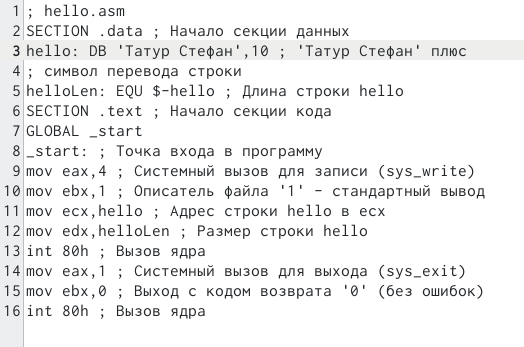 1 ; hello.asm
2 SECTION .data ; Начало секции данных
3 hello: DB 'Татур Стефан',10 ; 'Татур Стефан' плюс
4 ; символ перевода строки
5 helloLen: EQU $-hello ; Длина строки hello
6 SECTION .text ; Начало секции кода
7 GLOBAL _start
8 _start: ; Точка входа в программу
9 mov eax,4 ; Системный вызов для записи (sys_write)
10 mov ebx,1 ; Описатель файла '1' - стандартный вывод
11 mov ecx,hello ; Адрес строки hello в ecx
12 mov edx,helloLen ; Размер строки hello
13 int 80h ; Вызов ядра
14 mov eax,1 ; Системный вызов для выхода (sys_exit)
15 mov ebx,0 ; Выход с кодом возврата '0' (без ошибок)
16 int 80h ; Вызов ядра